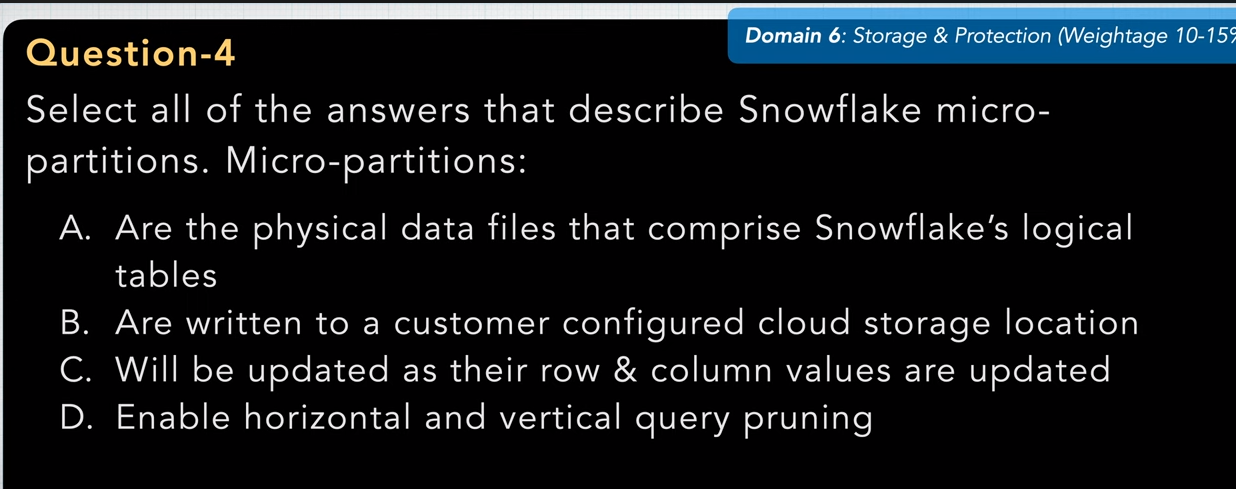 Domain 6: Storage & Protection (Weightage 10-15%
Question-4
Select all of the answers that describe Snowflake micro-
partitions. Micro-partitions:
A. Are the physical data files that comprise Snowflake’s logical
tables
B. Are written to a customer configured cloud storage location
C. Will be updated as their row & column values are updated
D. Enable horizontal and vertical query pruning